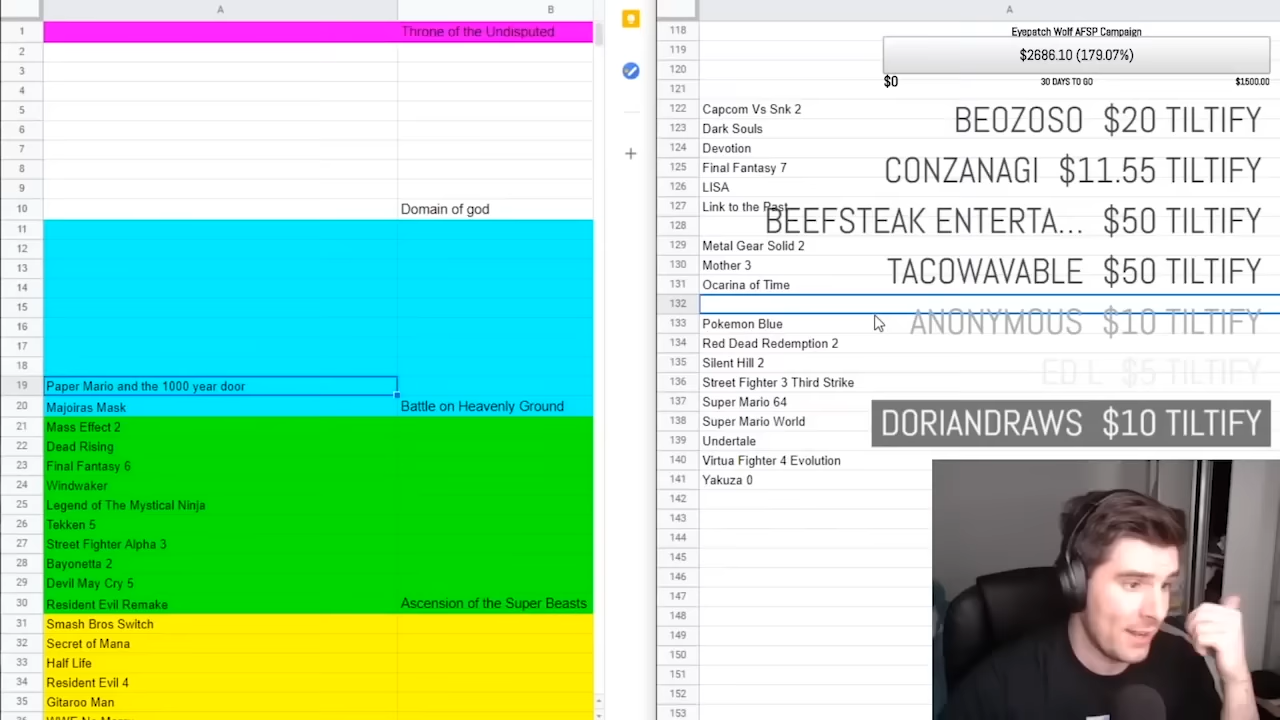 A
B
1 Throne of the Undisputed
2
3
4
5
6
7
8
9
10 Domain of god
11
12
13
14
15
16
17
18
19 Paper Mario and the 1000 year door
20 Majoiras Mask Battle on Heavenly Ground
21 Mass Effect 2
22 Dead Rising
23 Final Fantasy 6
24 Windwaker
25 Legend of The Mystical Ninja
26 Tekken 5
27 Street Fighter Alpha 3
28 Bayonetta 2
29 Devil May Cry 5
30 Resident Evil Remake Ascension of the Super Beasts
31 Smash Bros Switch
32 Secret of Mana
33 Half Life
34 Resident Evil 4
35 Gitaroo Man
A
118
119
120
121
122 Capcom Vs Snk 2
123 Dark Souls
124 Devotion
125 Final Fantasy 7
126 LISA
127 Link to the Past
128
129 Metal Gear Solid 2
130 Mother 3
131 Ocarina of Time
132
133 Pokemon Blue
134 Red Dead Redemption 2
135 Silent Hill 2
136 Street Fighter 3 Third Strike
137 Super Mario 64
138 Super Mario World
139 Undertale
140 Virtua Fighter 4 Evolution
141 Yakuza 0
142
143
144
145
146
147
148
149
150
151
152
153
Eyepatch Wolf AFSP Campaign
$2686.10 (179.07%)
$0 30 DAYS TO GO $1500.00
BEOZOSO $20 TILTIFY
CONZANAGI $11.55 TILTIFY
BEEFSTEAK ENTERTA... $50 TILTIFY
TACOWAVABLE $50 TILTIFY
ANONYMOUS $10 TILTIFY
ED L $5 TILTIFY
DORIANDRAWS $10 TILTIFY